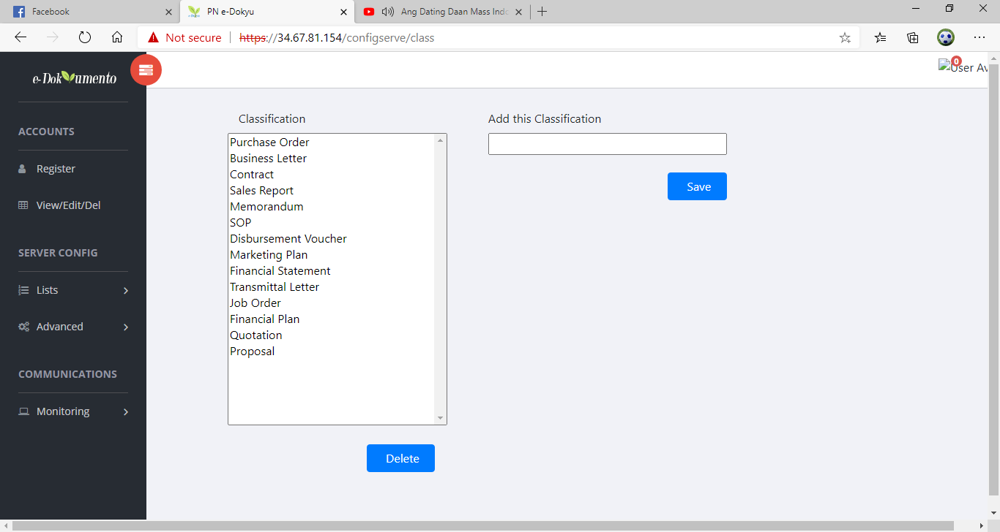 Facebook
PN e-Dokyu
Ang Dating Daan Mass Indo
Not secure
https://34.67.81.154/configserve/class
e-Dokumento
0
User Av
ACCOUNTS
Register
View/Edit/Del
SERVER CONFIG
Lists
Advanced
COMMUNICATIONS
Monitoring
Classification
Purchase Order
Business Letter
Contract
Sales Report
Memorandum
SOP
Disbursement Voucher
Marketing Plan
Financial Statement
Transmittal Letter
Job Order
Financial Plan
Quotation
Proposal
Delete
Add this Classification
Save